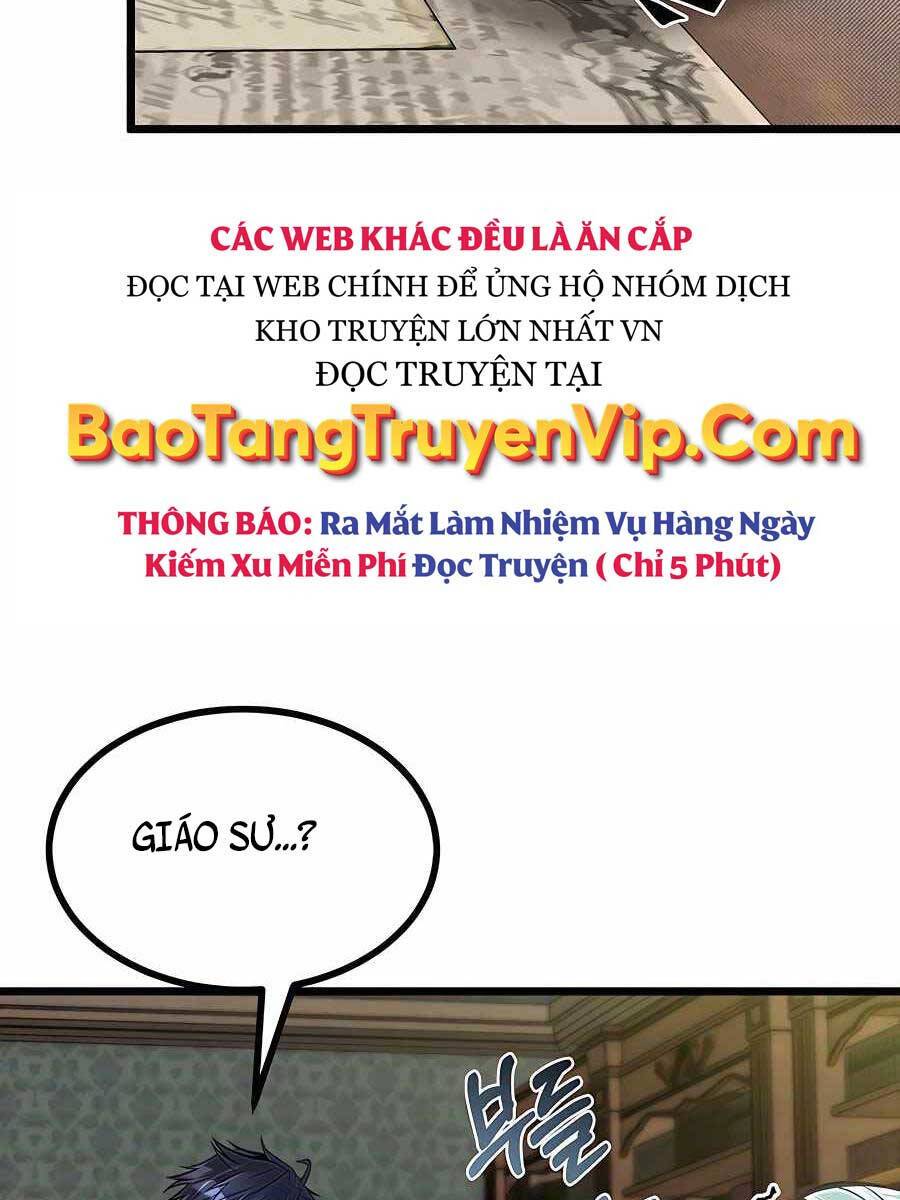 CÁC WEB KHÁC ĐỀU LÀ ĂN CẮP
ĐỌC TẠI WEB CHÍNH ĐỂ ỦNG HỘ NHÓM DỊCH
KHO TRUYỆN LỚN NHẤT VN
ĐỌC TRUYỆN TẠI
BaoTangTruyenVip.Com
THÔNG BÁO: Ra Mắt Làm Nhiệm Vụ Hàng Ngày
Kiếm Xu Miễn Phí Đọc Truyện ( Chỉ 5 Phút)
GIÁO SƯ...?
부들